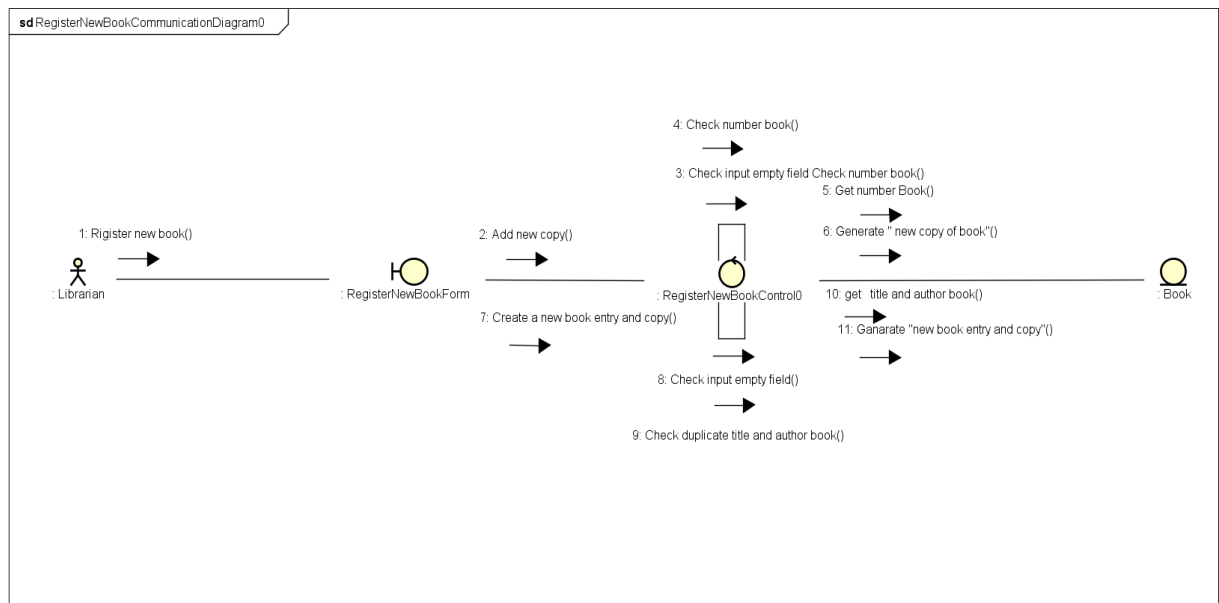 sd RegisterNewBookCommunicationDiagram0
4: Check number book()
3: Check input empty field Check number book()
5: Get number Book()
1: Rigister new book()
2: Add new copy()
6: Generate " new copy of book"()
: Librarian
: RegisterNewBookForm
: RegisterNewBookControl0
10: get title and author book()
: Book
7: Create a new book entry and copy()
11: Ganarate "new book entry and copy"()
8: Check input empty field()
9: Check duplicate title and author book()